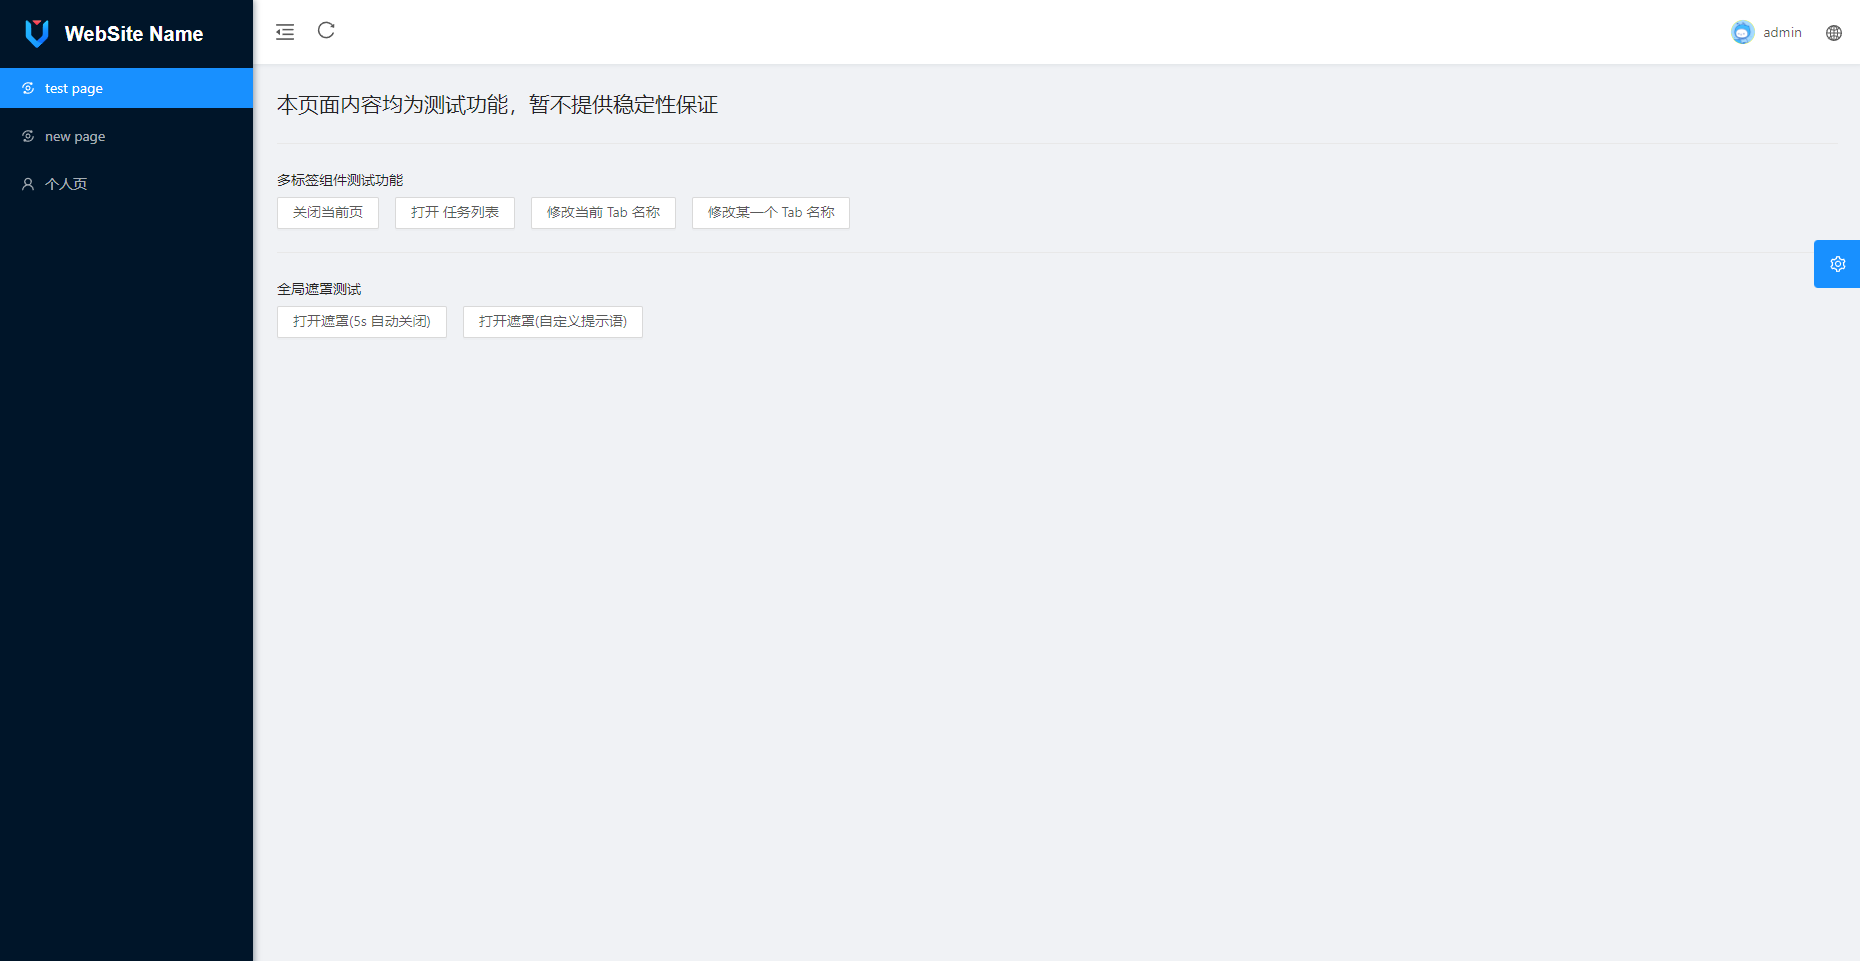 WebSite Name
admin
test page
new page
个人页
本页面内容均为测试功能，暂不提供稳定性保证
多标签组件测试功能
关闭当前页 打开 任务列表 修改当前 Tab 名称 修改某一个 Tab 名称
全局遮罩测试
打开遮罩(5s 自动关闭) 打开遮罩(自定义提示语)